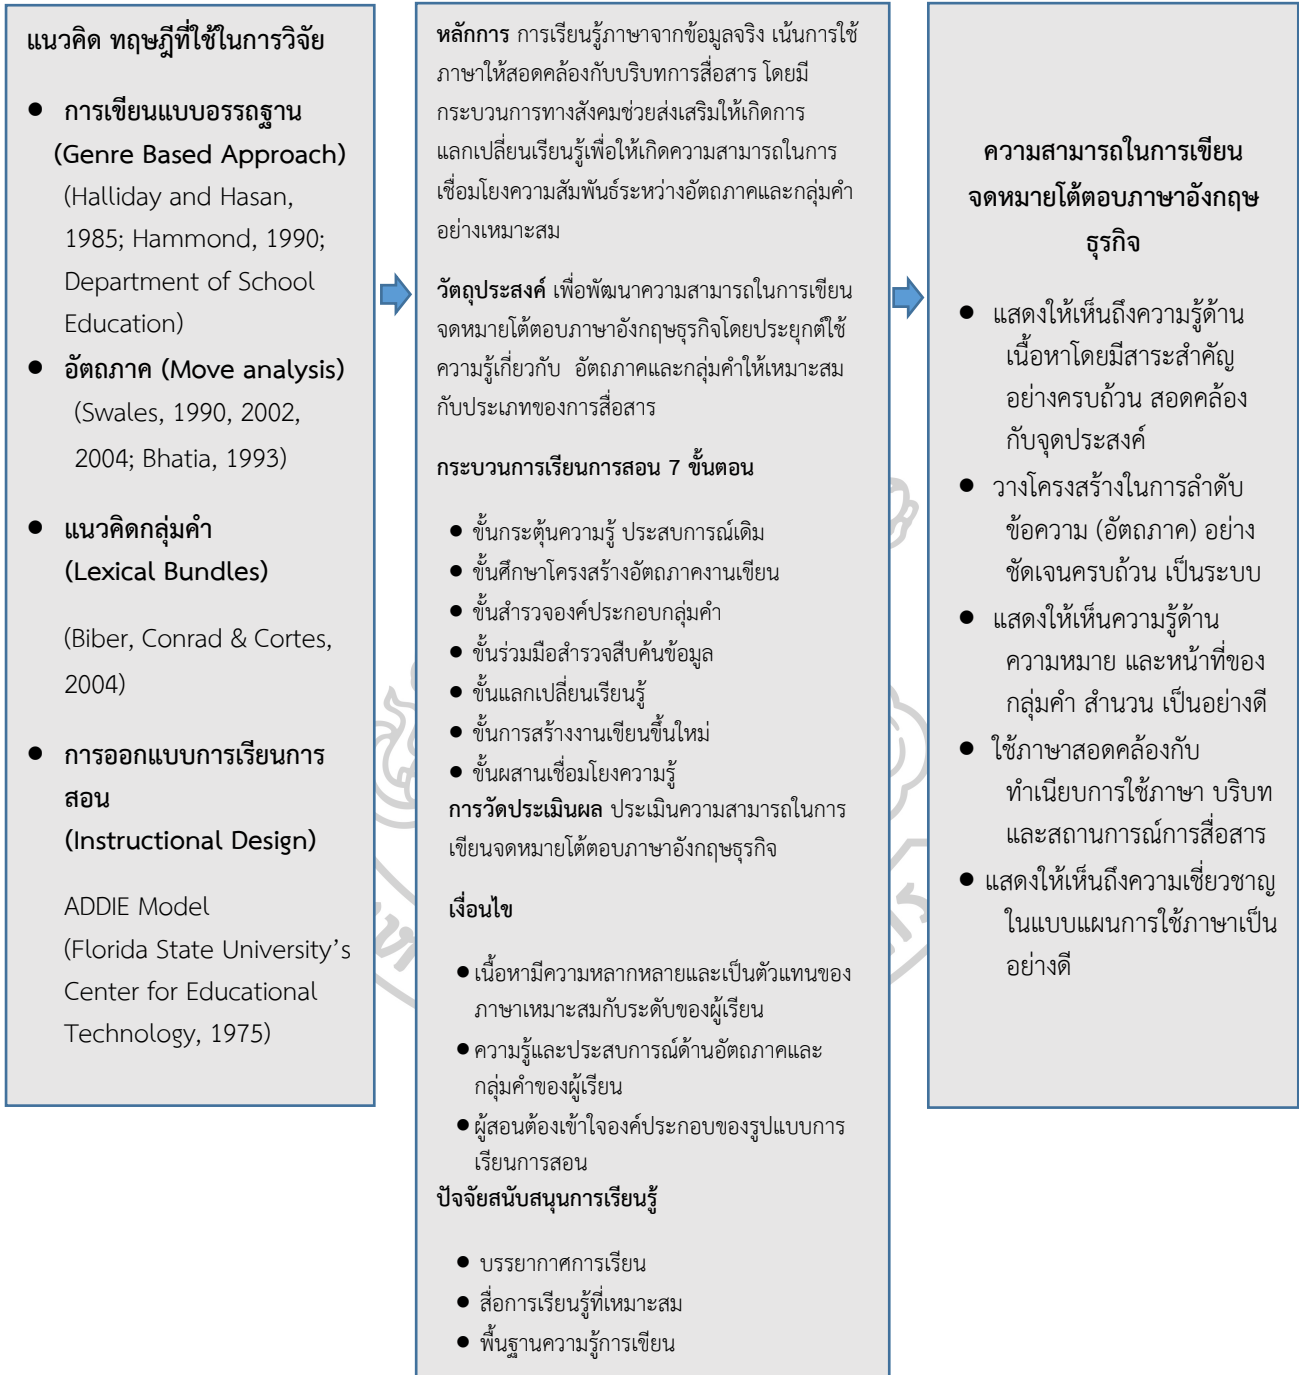 แนวคิด ทฤษฎีที่ใช้ในการวิจัย
● การเขียนแบบอรรถฐาน
(Genre Based Approach)
(Halliday and Hasan,
1985; Hammond, 1990;
Department of School
Education)
● อัตถภาค (Move analysis)
(Swales, 1990, 2002,
2004; Bhatia, 1993)
● แนวคิดกลุ่มคำ
(Lexical Bundles)
(Biber, Conrad & Cortes,
2004)
● การออกแบบการเรียนการ
สอน
(Instructional Design)
ADDIE Model
(Florida State University's
Center for Educational
Technology, 1975)
หลักการ การเรียนรู้ภาษาจากข้อมูลจริง เน้นการใช้
ภาษาให้สอดคล้องกับบริบทการสื่อสาร โดยมี
กระบวนการทางสังคมช่วยส่งเสริมให้เกิดการ
แลกเปลี่ยนเรียนรู้เพื่อให้เกิดความสามารถในการ
เชื่อมโยงความสัมพันธ์ระหว่างอัตถภาคและกลุ่มคำ
อย่างเหมาะสม
วัตถุประสงค์ เพื่อพัฒนาความสามารถในการเขียน
จดหมายโต้ตอบภาษาอังกฤษธุรกิจโดยประยุกต์ใช้
ความรู้เกี่ยวกับ อัตถภาคและกลุ่มคำให้เหมาะสม
กับประเภทของการสื่อสาร
กระบวนการเรียนการสอน 7 ขั้นตอน
● ขั้นกระตุ้นความรู้ ประสบการณ์เดิม
● ขั้นศึกษาโครงสร้างอัตถภาคงานเขียน
● ขั้นสำรวจองค์ประกอบกลุ่มคำ
● ขั้นร่วมมือสำรวจสืบค้นข้อมูล
● ขั้นแลกเปลี่ยนเรียนรู้
● ขั้นการสร้างงานเขียนขึ้นใหม่
● ขั้นผสานเชื่อมโยงความรู้
การวัดประเมินผล ประเมินความสามารถในการ
เขียนจดหมายโต้ตอบภาษาอังกฤษธุรกิจ
เงื่อนไข
● เนื้อหามีความหลากหลายและเป็นตัวแทนของ
ภาษาเหมาะสมกับระดับของผู้เรียน
● ความรู้และประสบการณ์ด้านอัตถภาคและ
กลุ่มคำของผู้เรียน
● ผู้สอนต้องเข้าใจองค์ประกอบของรูปแบบการ
เรียนการสอน
ปัจจัยสนับสนุนการเรียนรู้
● บรรยากาศการเรียน
● สื่อการเรียนรู้ที่เหมาะสม
● พื้นฐานความรู้การเขียน
ความสามารถในการเขียน
จดหมายโต้ตอบภาษาอังกฤษ
ธุรกิจ
● แสดงให้เห็นถึงความรู้ด้าน
เนื้อหาโดยมีสาระสำคัญ
อย่างครบถ้วน สอดคล้อง
กับจุดประสงค์
● วางโครงสร้างในการลำดับ
ข้อความ (อัตถภาค) อย่าง
ชัดเจนครบถ้วน เป็นระบบ
● แสดงให้เห็นความรู้ด้าน
ความหมาย และหน้าที่ของ
กลุ่มคำ สำนวน เป็นอย่างดี
● ใช้ภาษาสอดคล้องกับ
ทำเนียบการใช้ภาษา บริบท
และสถานการณ์การสื่อสาร
● แสดงให้เห็นถึงความเชี่ยวชาญ
ในแบบแผนการใช้ภาษาเป็น
อย่างดี